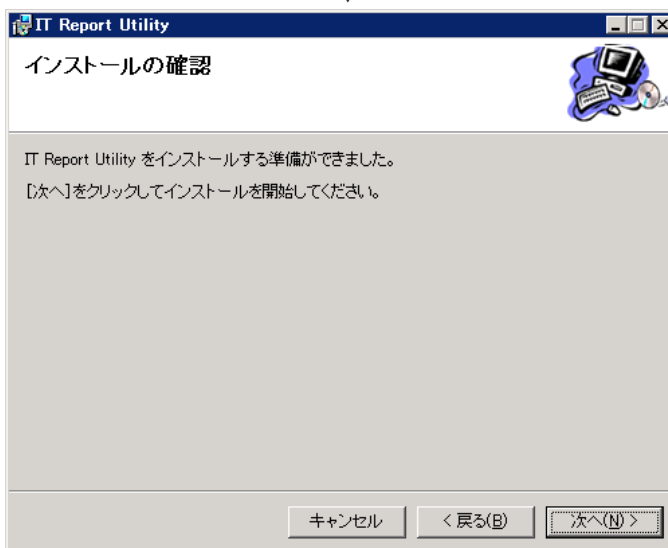 IT Report Utility
インストールの確認
IT Report Utility をインストールする準備ができました。
[次へ]をクリックしてインストールを開始してください。
キャンセル
< 戻る(B)
次へ(N) >